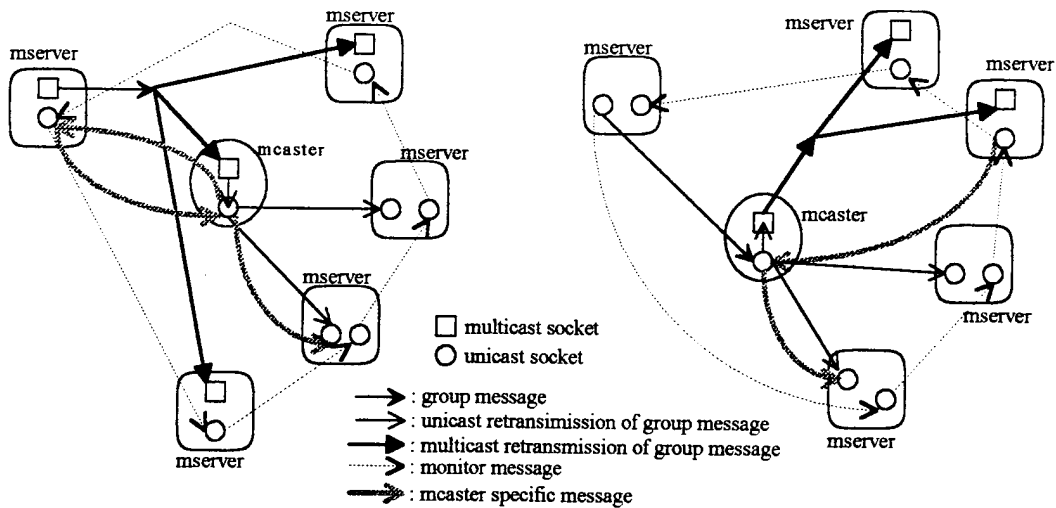 mserver
mserver
mcaster
mserver
mserver
mserver
mserver
mserver
mserver
mcaster
mserver
mserver
multicast socket
unicast socket
: group message
: unicast retransimission of group message
: multicast retransmission of group message
: monitor message
: mcaster specific message